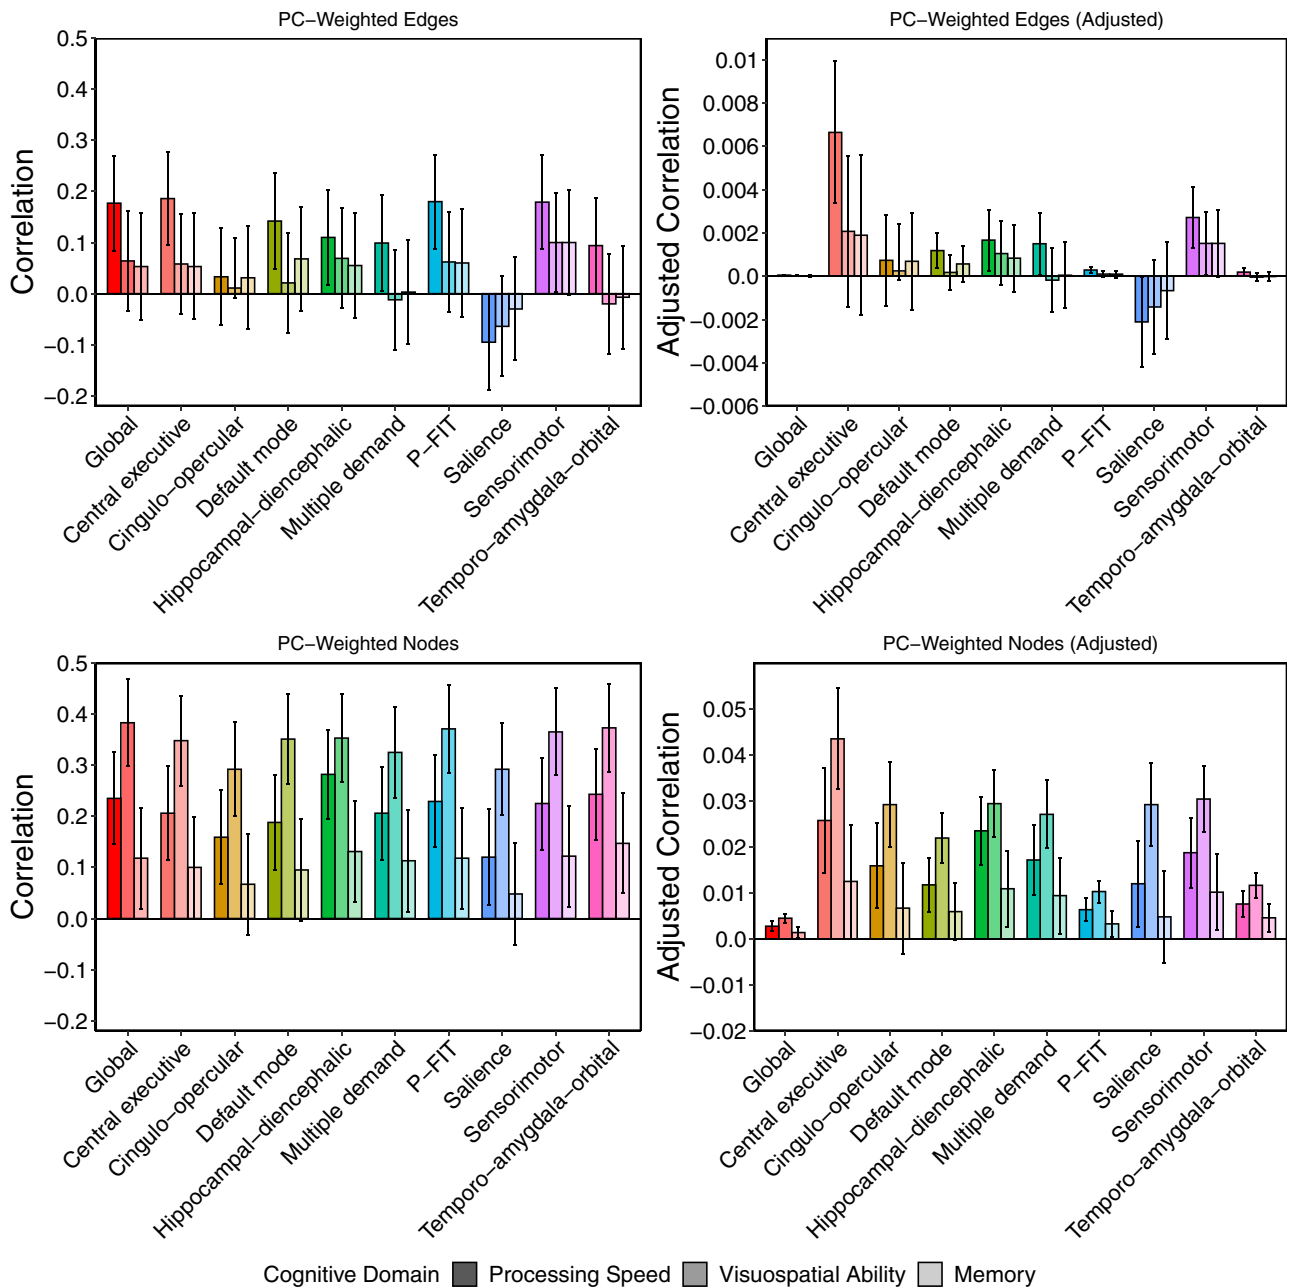 PC−Weighted Edges
Correlation
0.5
0.4
0.3
0.2
0.1
0.0
−0.1
−0.2
Global
Central executive
Cingulo−opercular
Default mode
Hippocampal−diencephalic
Multiple demand
P−FIT
Salience
Sensorimotor
Temporo−amygdala−orbital
PC−Weighted Edges (Adjusted)
Adjusted Correlation
0.01
0.008
0.006
0.004
0.002
0.000
−0.002
−0.004
−0.006
Global
Central executive
Cingulo−opercular
Default mode
Hippocampal−diencephalic
Multiple demand
P−FIT
Salience
Sensorimotor
Temporo−amygdala−orbital
PC−Weighted Nodes
Correlation
0.5
0.4
0.3
0.2
0.1
0.0
−0.1
−0.2
Global
Central executive
Cingulo−opercular
Default mode
Hippocampal−diencephalic
Multiple demand
P−FIT
Salience
Sensorimotor
Temporo−amygdala−orbital
PC−Weighted Nodes (Adjusted)
Adjusted Correlation
0.05
0.04
0.03
0.02
0.01
0.0
−0.01
−0.02
Global
Central executive
Cingulo−opercular
Default mode
Hippocampal−diencephalic
Multiple demand
P−FIT
Salience
Sensorimotor
Temporo−amygdala−orbital
Cognitive Domain Processing Speed Visuospatial Ability Memory